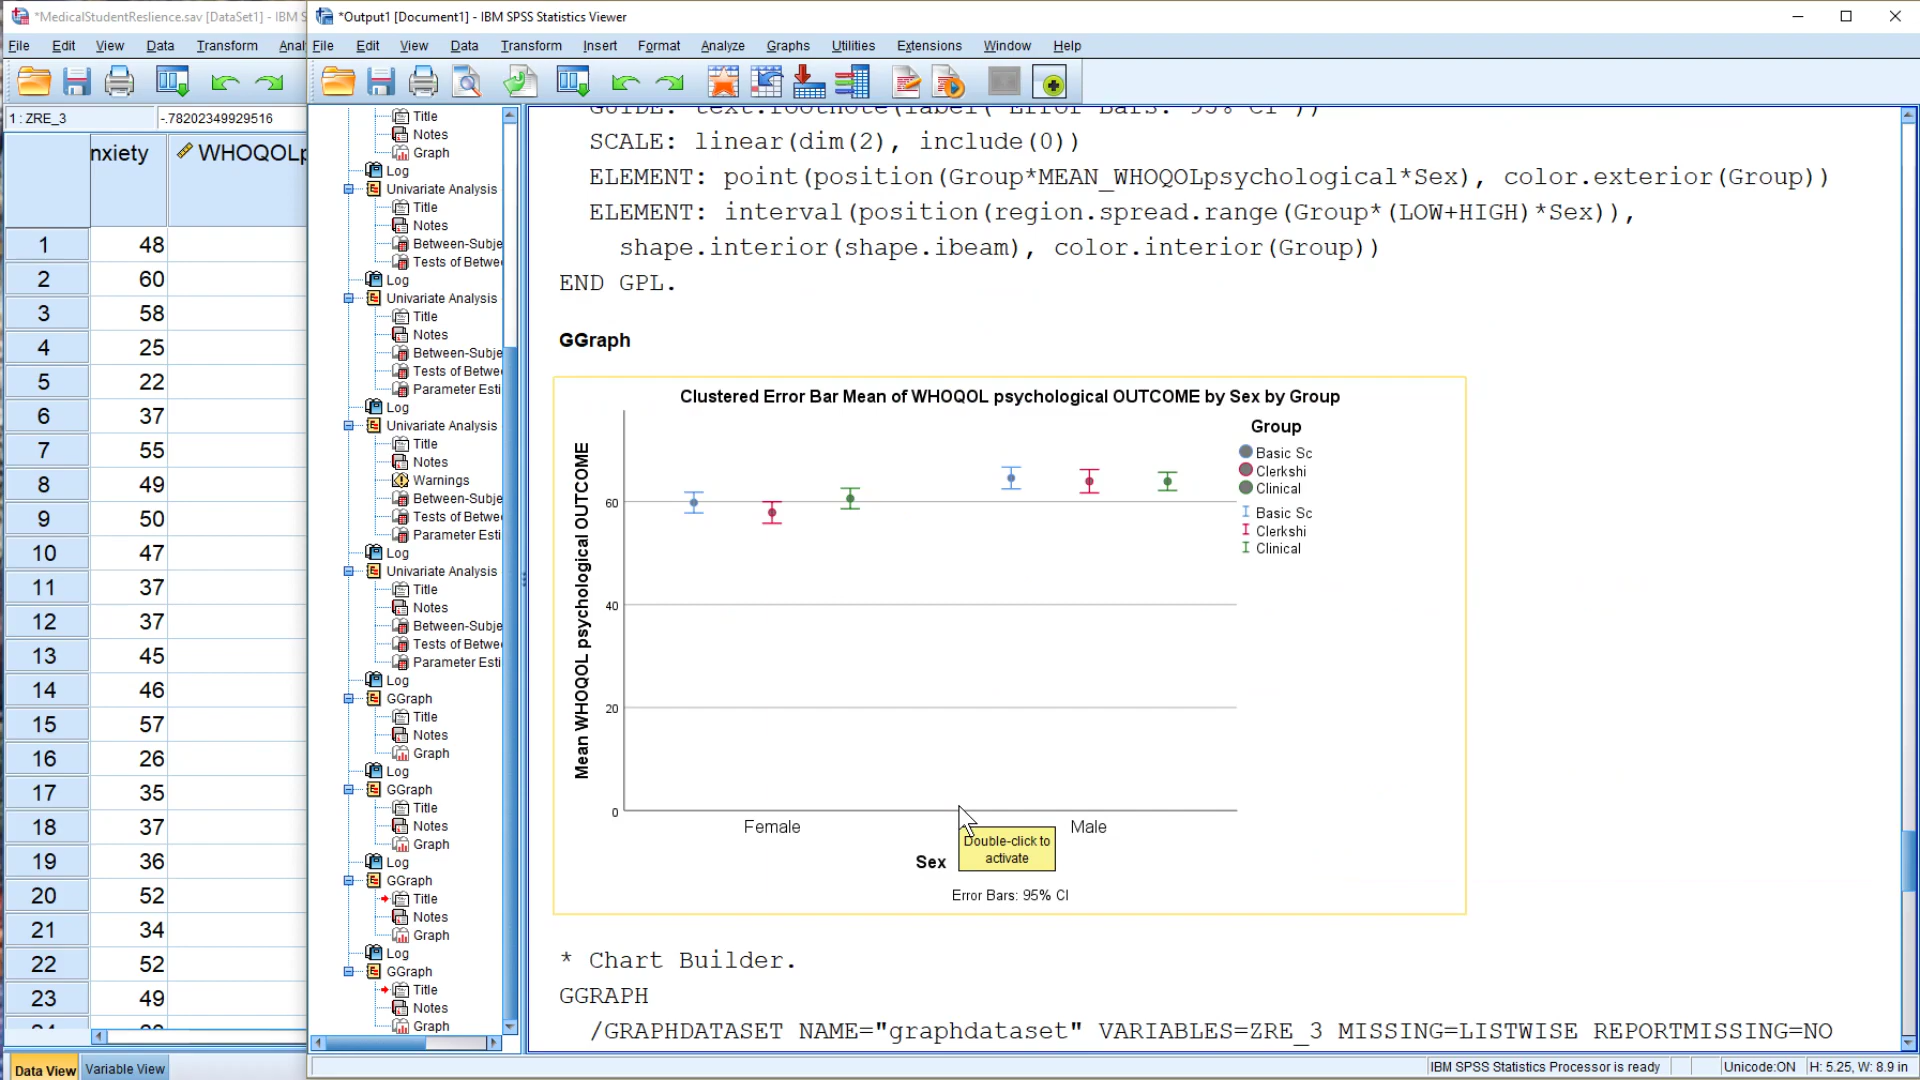 *MedicalStudentReslience.sav [DataSet1] - IBM S
*Output1 [Document1] - IBM SPSS Statistics Viewer
File Edit View Data Transform Anal
File Edit View Data Transform Insert Format Analyze Graphs Utilities Extensions Window Help
1 : ZRE_3 -.78202349929516
nxiety WHOQOLp
1 48
2 60
3 58
4 25
5 22
6 37
7 55
8 49
9 50
10 47
11 37
12 37
13 45
14 46
15 57
16 26
17 35
18 37
19 36
20 52
21 34
22 52
23 49
Data View Variable View
Title
Notes
Graph
Log
Univariate Analysis
Title
Notes
Between-Subje
Tests of Betwe
Log
Univariate Analysis
Title
Notes
Between-Subje
Tests of Betwe
Parameter Esti
Log
Univariate Analysis
Title
Notes
Warnings
Between-Subje
Tests of Betwe
Parameter Esti
Log
Univariate Analysis
Title
Notes
Between-Subje
Tests of Betwe
Parameter Esti
Log
GGraph
Title
Notes
Graph
Log
GGraph
Title
Notes
Graph
Log
GGraph
Title
Notes
Graph
Log
GGraph
Title
Notes
Graph
GUIDE: text.footnote(label("Error Bars: 95% CI"))
SCALE: linear(dim(2), include(0))
ELEMENT: point(position(Group*MEAN_WHOQOLpsychological*Sex), color.exterior(Group))
ELEMENT: interval(position(region.spread.range(Group*(LOW+HIGH)*Sex)),
shape.interior(shape.ibeam), color.interior(Group))
END GPL.
GGraph
Clustered Error Bar Mean of WHOQOL psychological OUTCOME by Sex by Group
Mean WHOQOL psychological OUTCOME
60
40
20
0
Female Male
Sex
Error Bars: 95% CI
Group
Basic Sc
Clerkshi
Clinical
Basic Sc
Clerkshi
Clinical
Double-click to
activate
* Chart Builder.
GGRAPH
/GRAPHDATASET NAME="graphdataset" VARIABLES=ZRE_3 MISSING=LISTWISE REPORTMISSING=NO
IBM SPSS Statistics Processor is ready Unicode:ON H: 5.25, W: 8.9 in